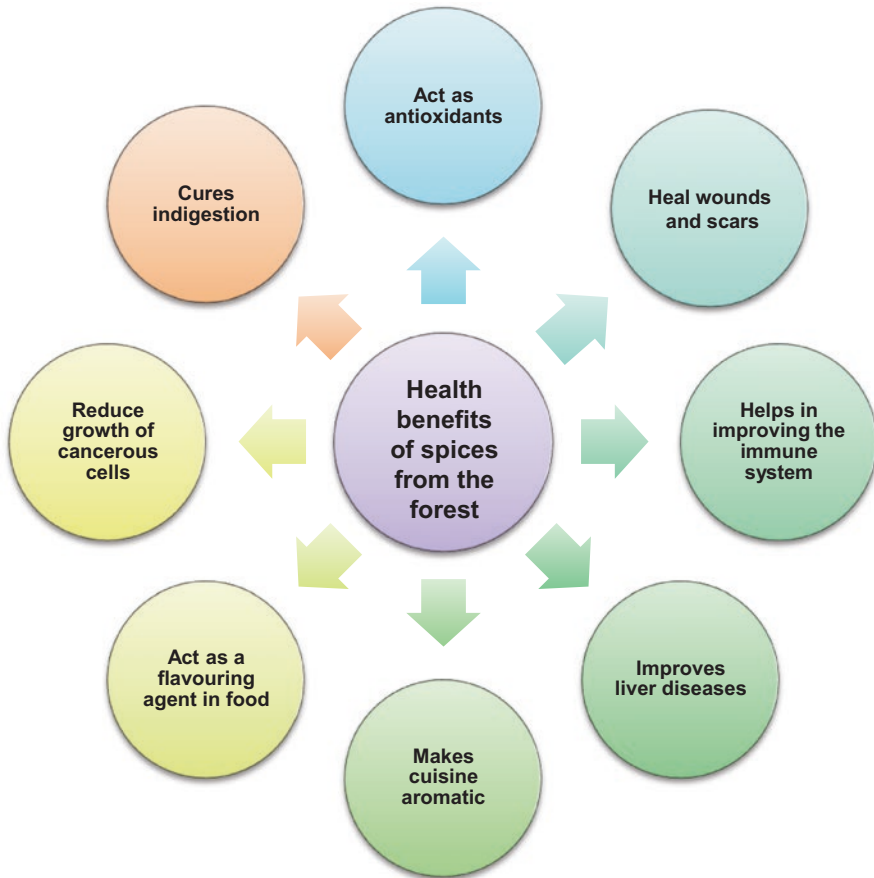 Act as
antioxidants
Heal wounds
and scars
Helps in
improving the
immune
system
Improves
liver diseases
Makes
cuisine
aromatic
Act as a
flavouring
agent in food
Reduce
growth of
cancerous
cells
Cures
indigestion
Health
benefits
of spices
from the
forest